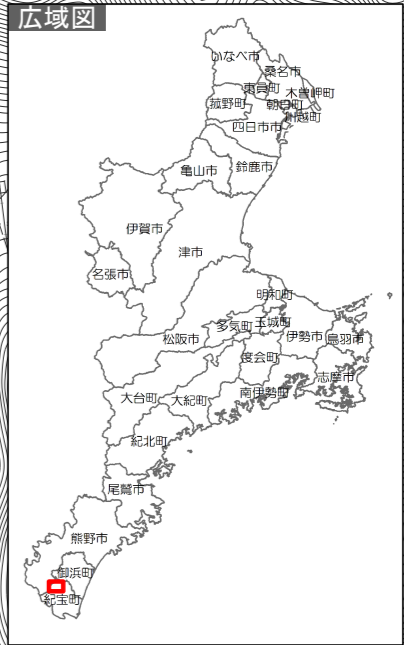 広域図
いなべ市
桑名市
東員町
木曽岬町
菰野町
朝日町
川越町
四日市市
亀山市
鈴鹿市
伊賀市
津市
名張市
明和町
松阪市
多気町
玉城町
伊勢市
鳥羽市
度会町
志摩市
大台町
大紀町
南伊勢町
紀北町
尾鷲市
熊野市
御浜町
紀宝町